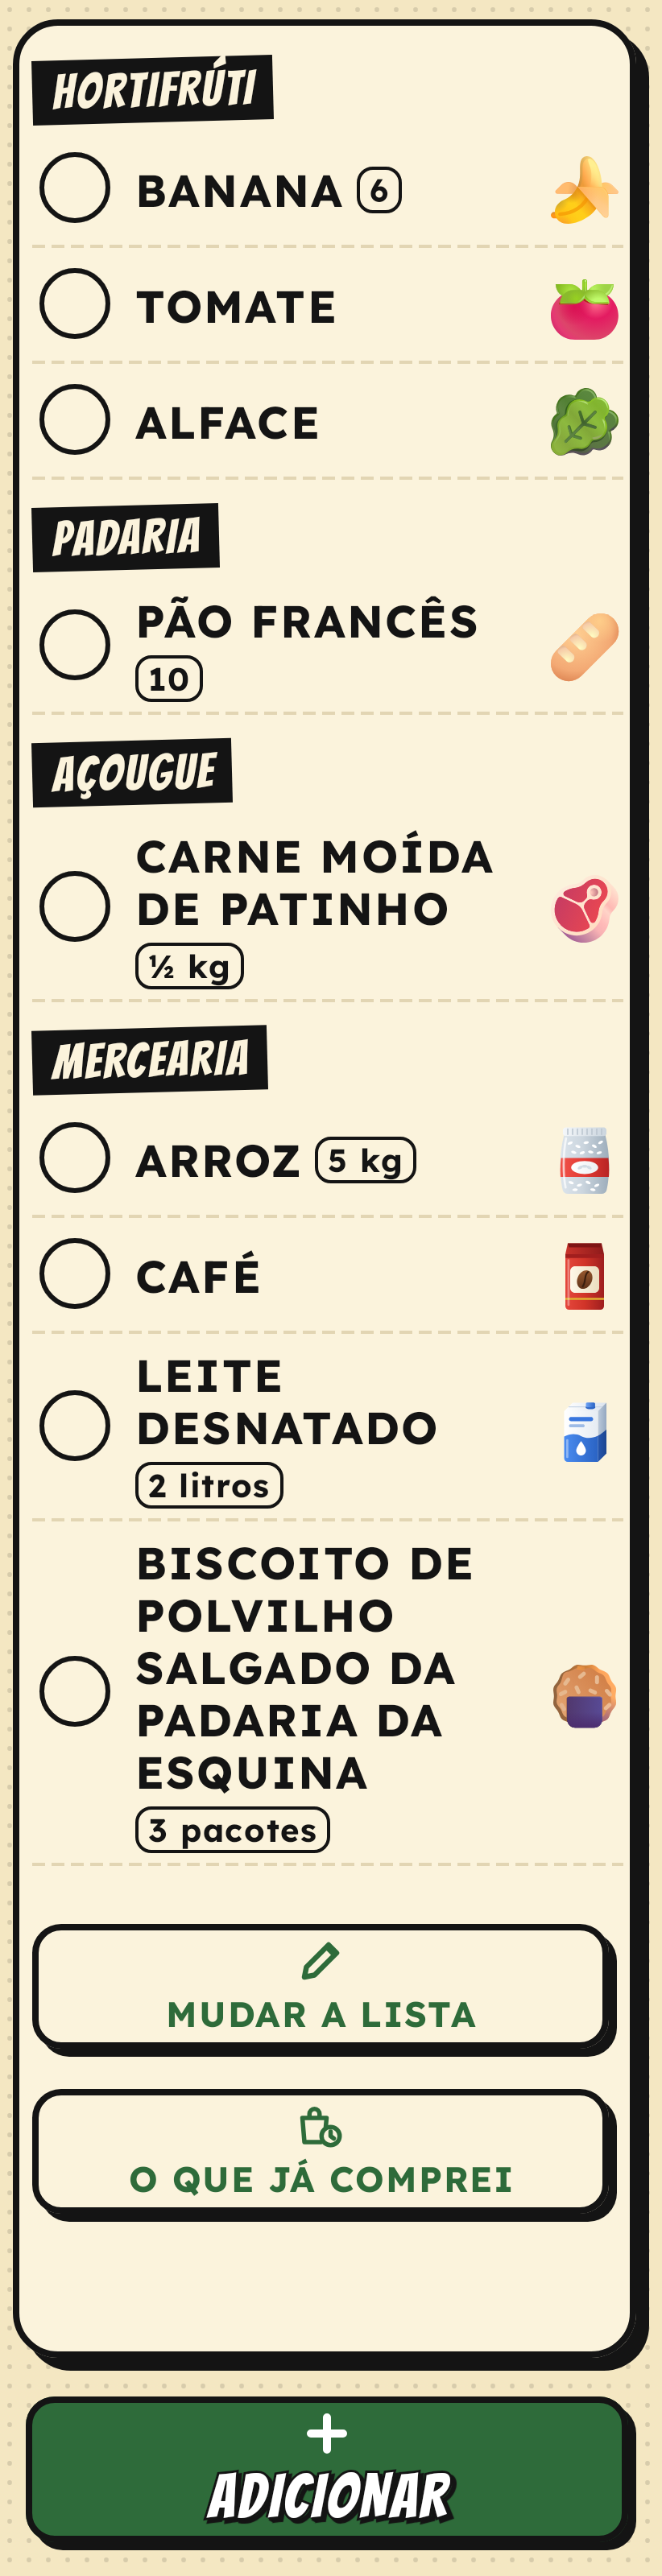 HORTIFRÚTI
BANANA 6
TOMATE
ALFACE
PADARIA
PÃO FRANCÊS
10
AÇOUGUE
CARNE MOÍDA
DE PATINHO
½ kg
MERCEARIA
ARROZ 5 kg
CAFÉ
LEITE
DESNATADO
2 litros
BISCOITO DE
POLVILHO
SALGADO DA
PADARIA DA
ESQUINA
3 pacotes
MUDAR A LISTA
O QUE JÁ COMPREI
ADICIONAR